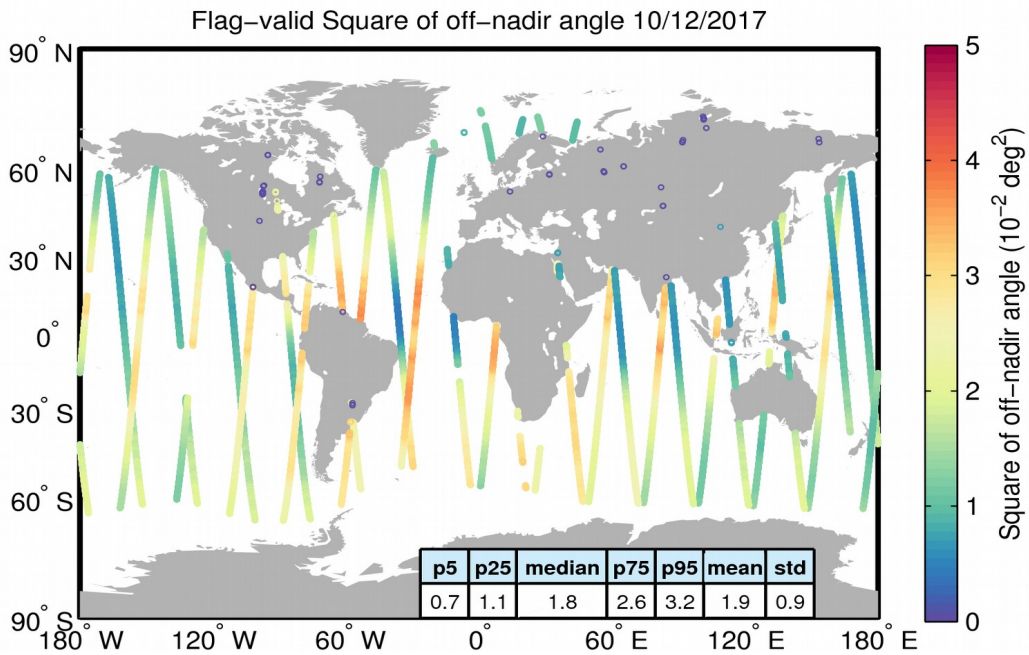 Flag−valid Square of off−nadir angle 10/12/2017
90° N
60° N
30° N
0°
30° S
60° S
90° S
180° W
120° W
60° W
0°
60° E
120° E
180° E
p5 p25 median p75 p95 mean std
0.7 1.1 1.8 2.6 3.2 1.9 0.9
5
4
3
2
1
0
Square of off−nadir angle (10⁻² deg²)